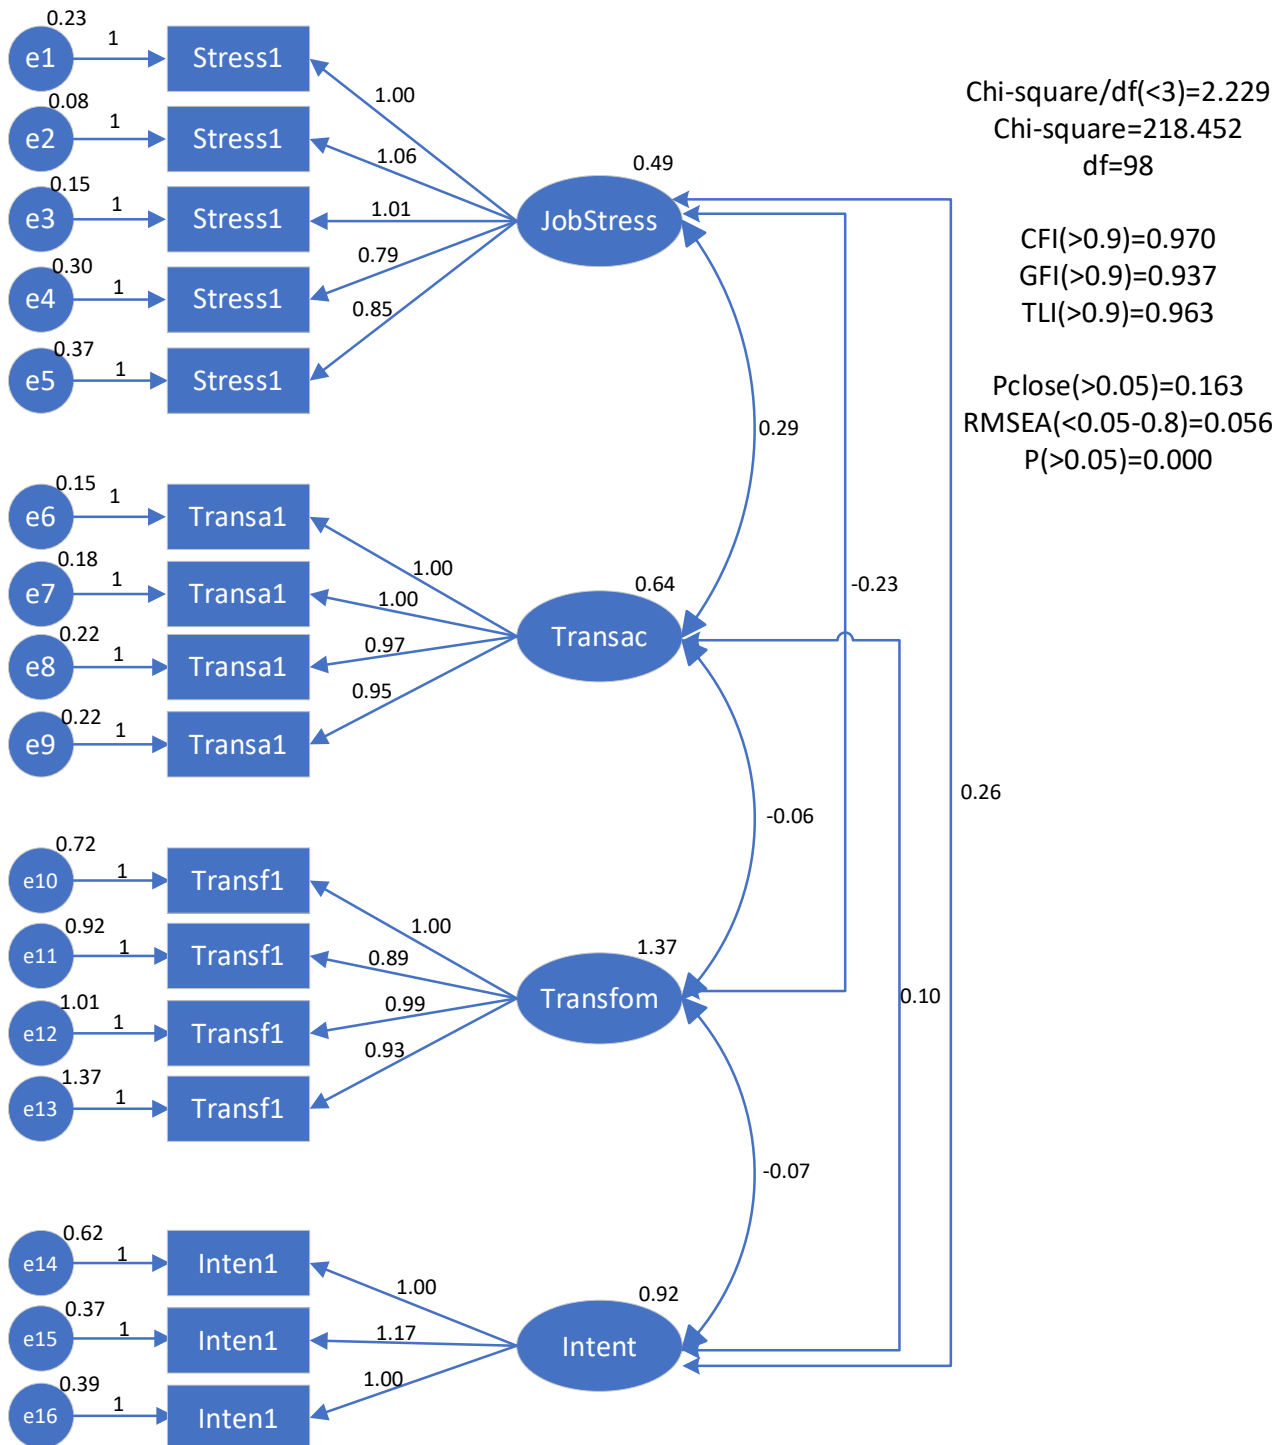 0.23
e1
1
Stress1
0.08
e2
1
Stress1
0.15
e3
1
Stress1
0.30
e4
1
Stress1
0.37
e5
1
Stress1
1.00
1.06
1.01
0.79
0.85
0.49
JobStress
Chi-square/df(<3)=2.229
Chi-square=218.452
df=98
CFI(>0.9)=0.970
GFI(>0.9)=0.937
TLI(>0.9)=0.963
Pclose(>0.05)=0.163
RMSEA(<0.05-0.8)=0.056
P(>0.05)=0.000
0.29
0.15
e6
1
Transa1
0.18
e7
1
Transa1
0.22
e8
1
Transa1
0.22
e9
1
Transa1
1.00
1.00
0.97
0.95
0.64
Transac
-0.23
-0.06
0.26
0.72
e10
1
Transf1
0.92
e11
1
Transf1
1.01
e12
1
Transf1
1.37
e13
1
Transf1
1.00
0.89
0.99
0.93
1.37
Transfom
0.10
-0.07
0.62
e14
1
Inten1
0.37
e15
1
Inten1
0.39
e16
1
Inten1
1.00
1.17
1.00
0.92
Intent